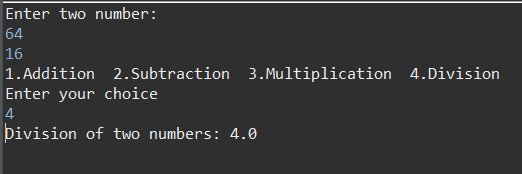 Enter two number:
64
16
1.Addition  2.Subtraction  3.Multiplication  4.Division
Enter your choice
4
Division of two numbers: 4.0